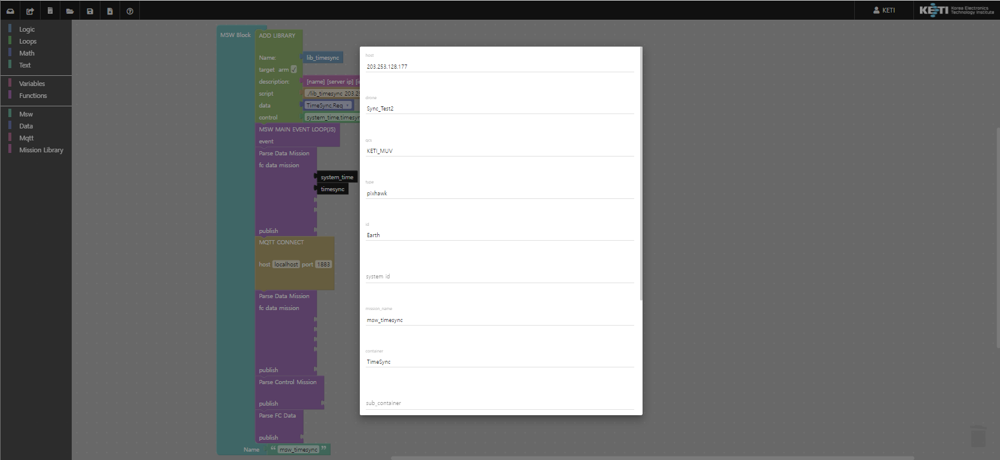 KETI
KETI Korea Electronics
Technology Institute
Logic
Loops
Math
Text
Variables
Functions
Msw
Data
Mqtt
Mission Library
MSW Block
ADD LIBRARY
Name: lib_timesync
target arm
description: [name] [server ip]
script ./lib_timesync
data TimeSync,Req
control system_time,timesync
MSW MAIN EVENT LOOP(JS)
event
Parse Data Mission
fc data mission
system_time
timesync
publish
MQTT CONNECT
host localhost port 1883
Parse Data Mission
fc data mission
publish
Parse Control Mission
publish
Parse FC Data
publish
Name “ msw_timesync ”
host
203.253.128.177
drone
Sync_Test2
gcs
KETI_MUV
type
pixhawk
id
Earth
system id
mission_name
msw_timesync
container
TimeSync
sub_container